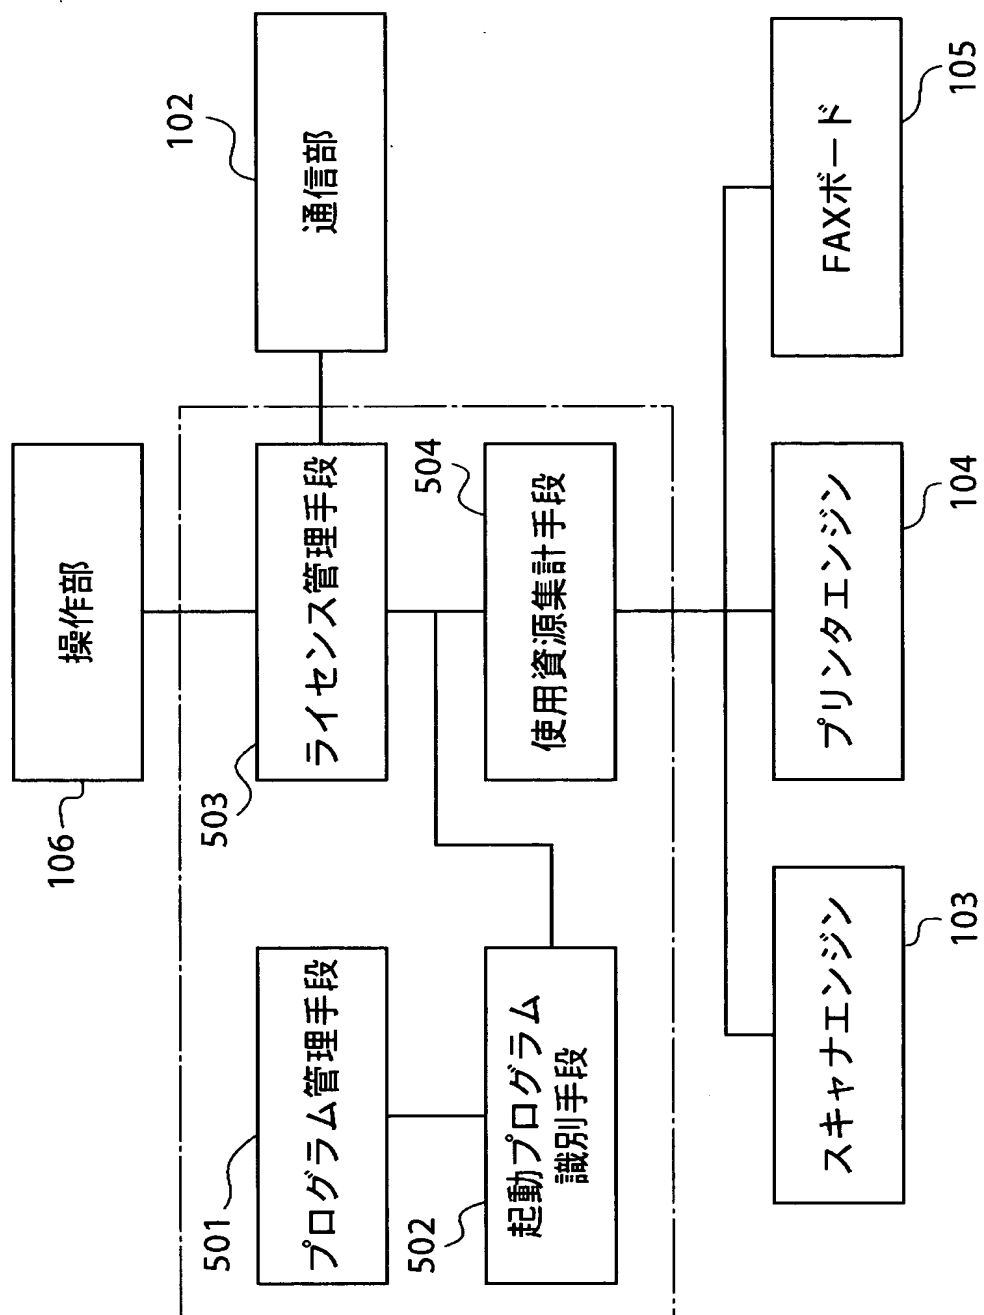 106
操作部
102
通信部
501
プログラム管理手段
503
ライセンス管理手段
502
起動プログラム
識別手段
504
使用資源集計手段
スキャナエンジン
103
プリンタエンジン
104
FAXボード
105